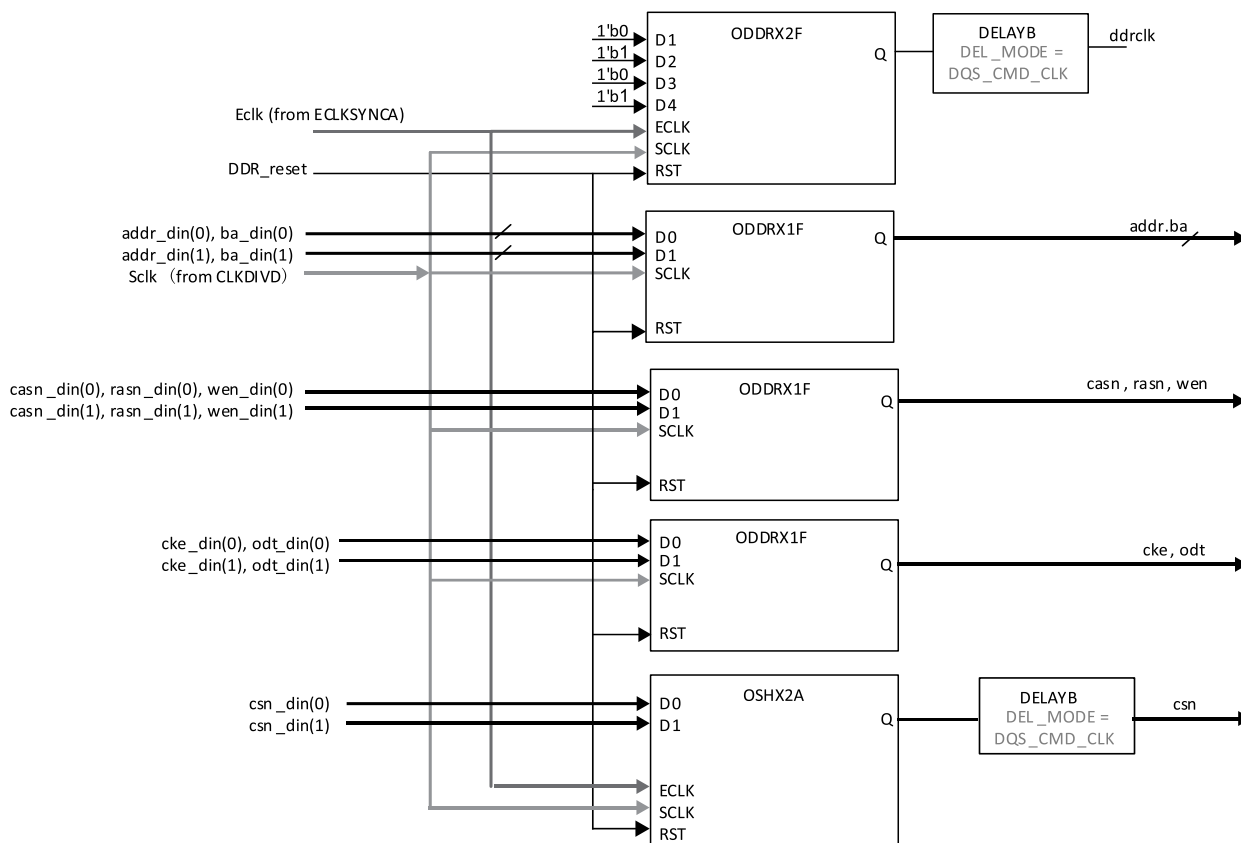 1'b0
1'b1
1'b0
1'b1
D1
D2
D3
D4
ECLK
SCLK
RST
ODDRX2F
Q
DELAYB
DEL_MODE =
DQS_CMD_CLK
ddrclk
Eclk (from ECLKSYNCA)
DDR_reset
addr_din(0), ba_din(0)
addr_din(1), ba_din(1)
Sclk （from CLKDIVD）
D0
D1
SCLK
RST
ODDRX1F
Q
addr.ba
casn_din(0), rasn_din(0), wen_din(0)
casn_din(1), rasn_din(1), wen_din(1)
D0
D1
SCLK
RST
ODDRX1F
Q
casn, rasn, wen
cke_din(0), odt_din(0)
cke_din(1), odt_din(1)
D0
D1
SCLK
RST
ODDRX1F
Q
cke, odt
csn_din(0)
csn_din(1)
D0
D1
ECLK
SCLK
RST
OSHX2A
Q
DELAYB
DEL_MODE =
DQS_CMD_CLK
csn